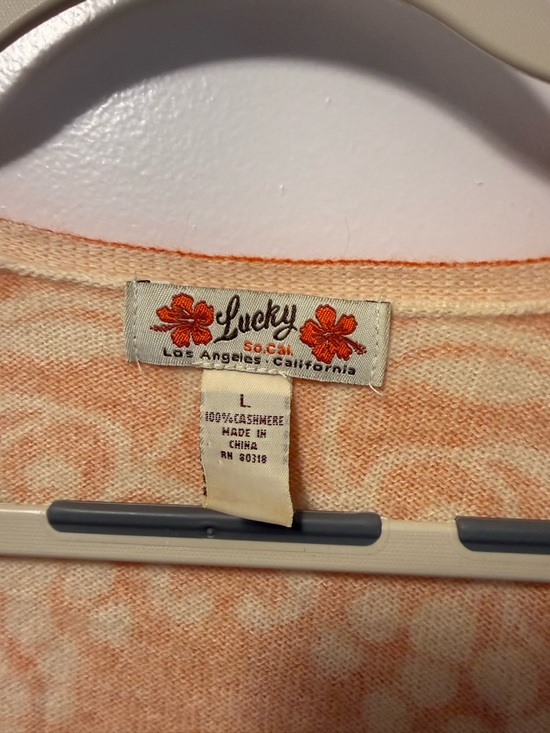 Lucky
So.Cal.
Los Angeles · California
L
100%CASHMERE
MADE IN
CHINA
RN 80318